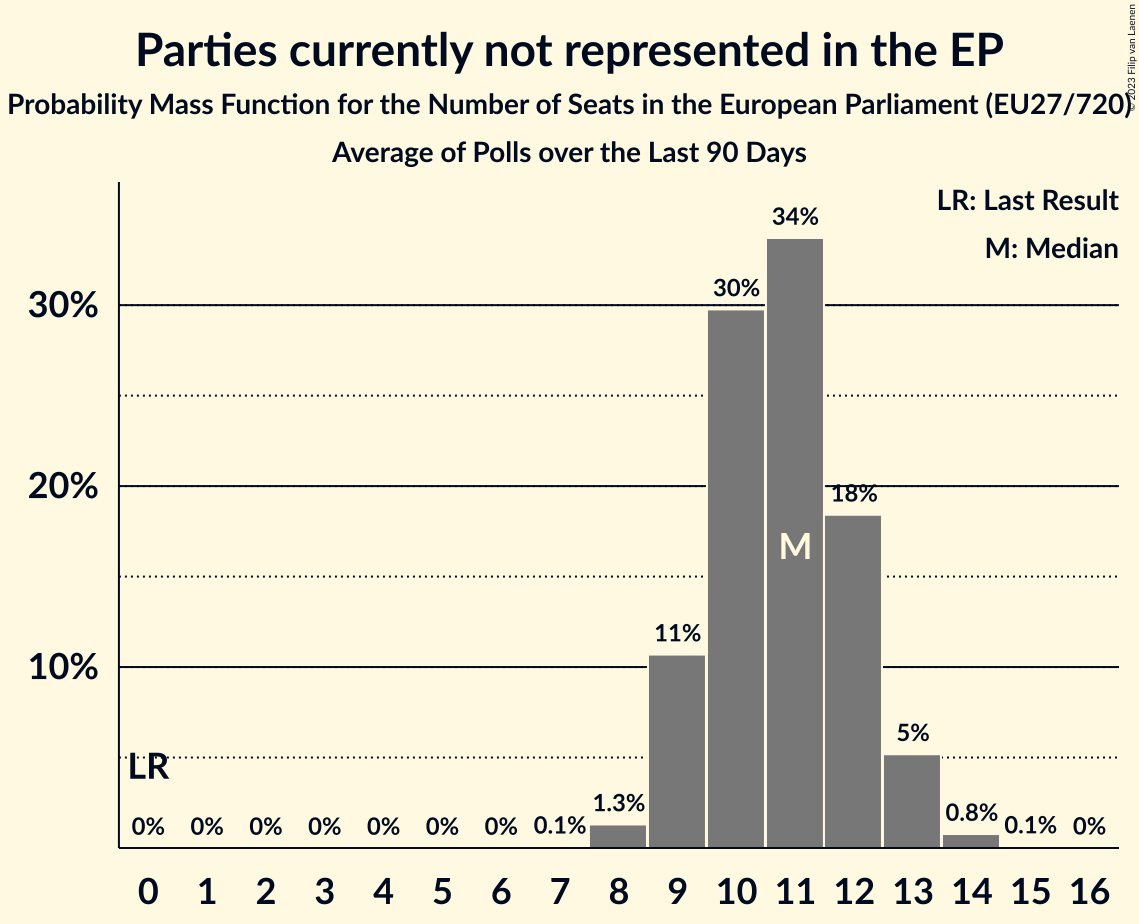 Parties currently not represented in the EP
Probability Mass Function for the Number of Seats in the European Parliament (EU27/720)
Average of Polls over the Last 90 Days
© 2023 Filip van Laenen
LR: Last Result
M: Median
34%
30%
30%
20%
18%
M
11%
10%
5%
LR
1.3%
0.8%
0% 0% 0% 0% 0% 0% 0% 0.1% 0.1% 0%
0 1 2 3 4 5 6 7 8 9 10 11 12 13 14 15 16